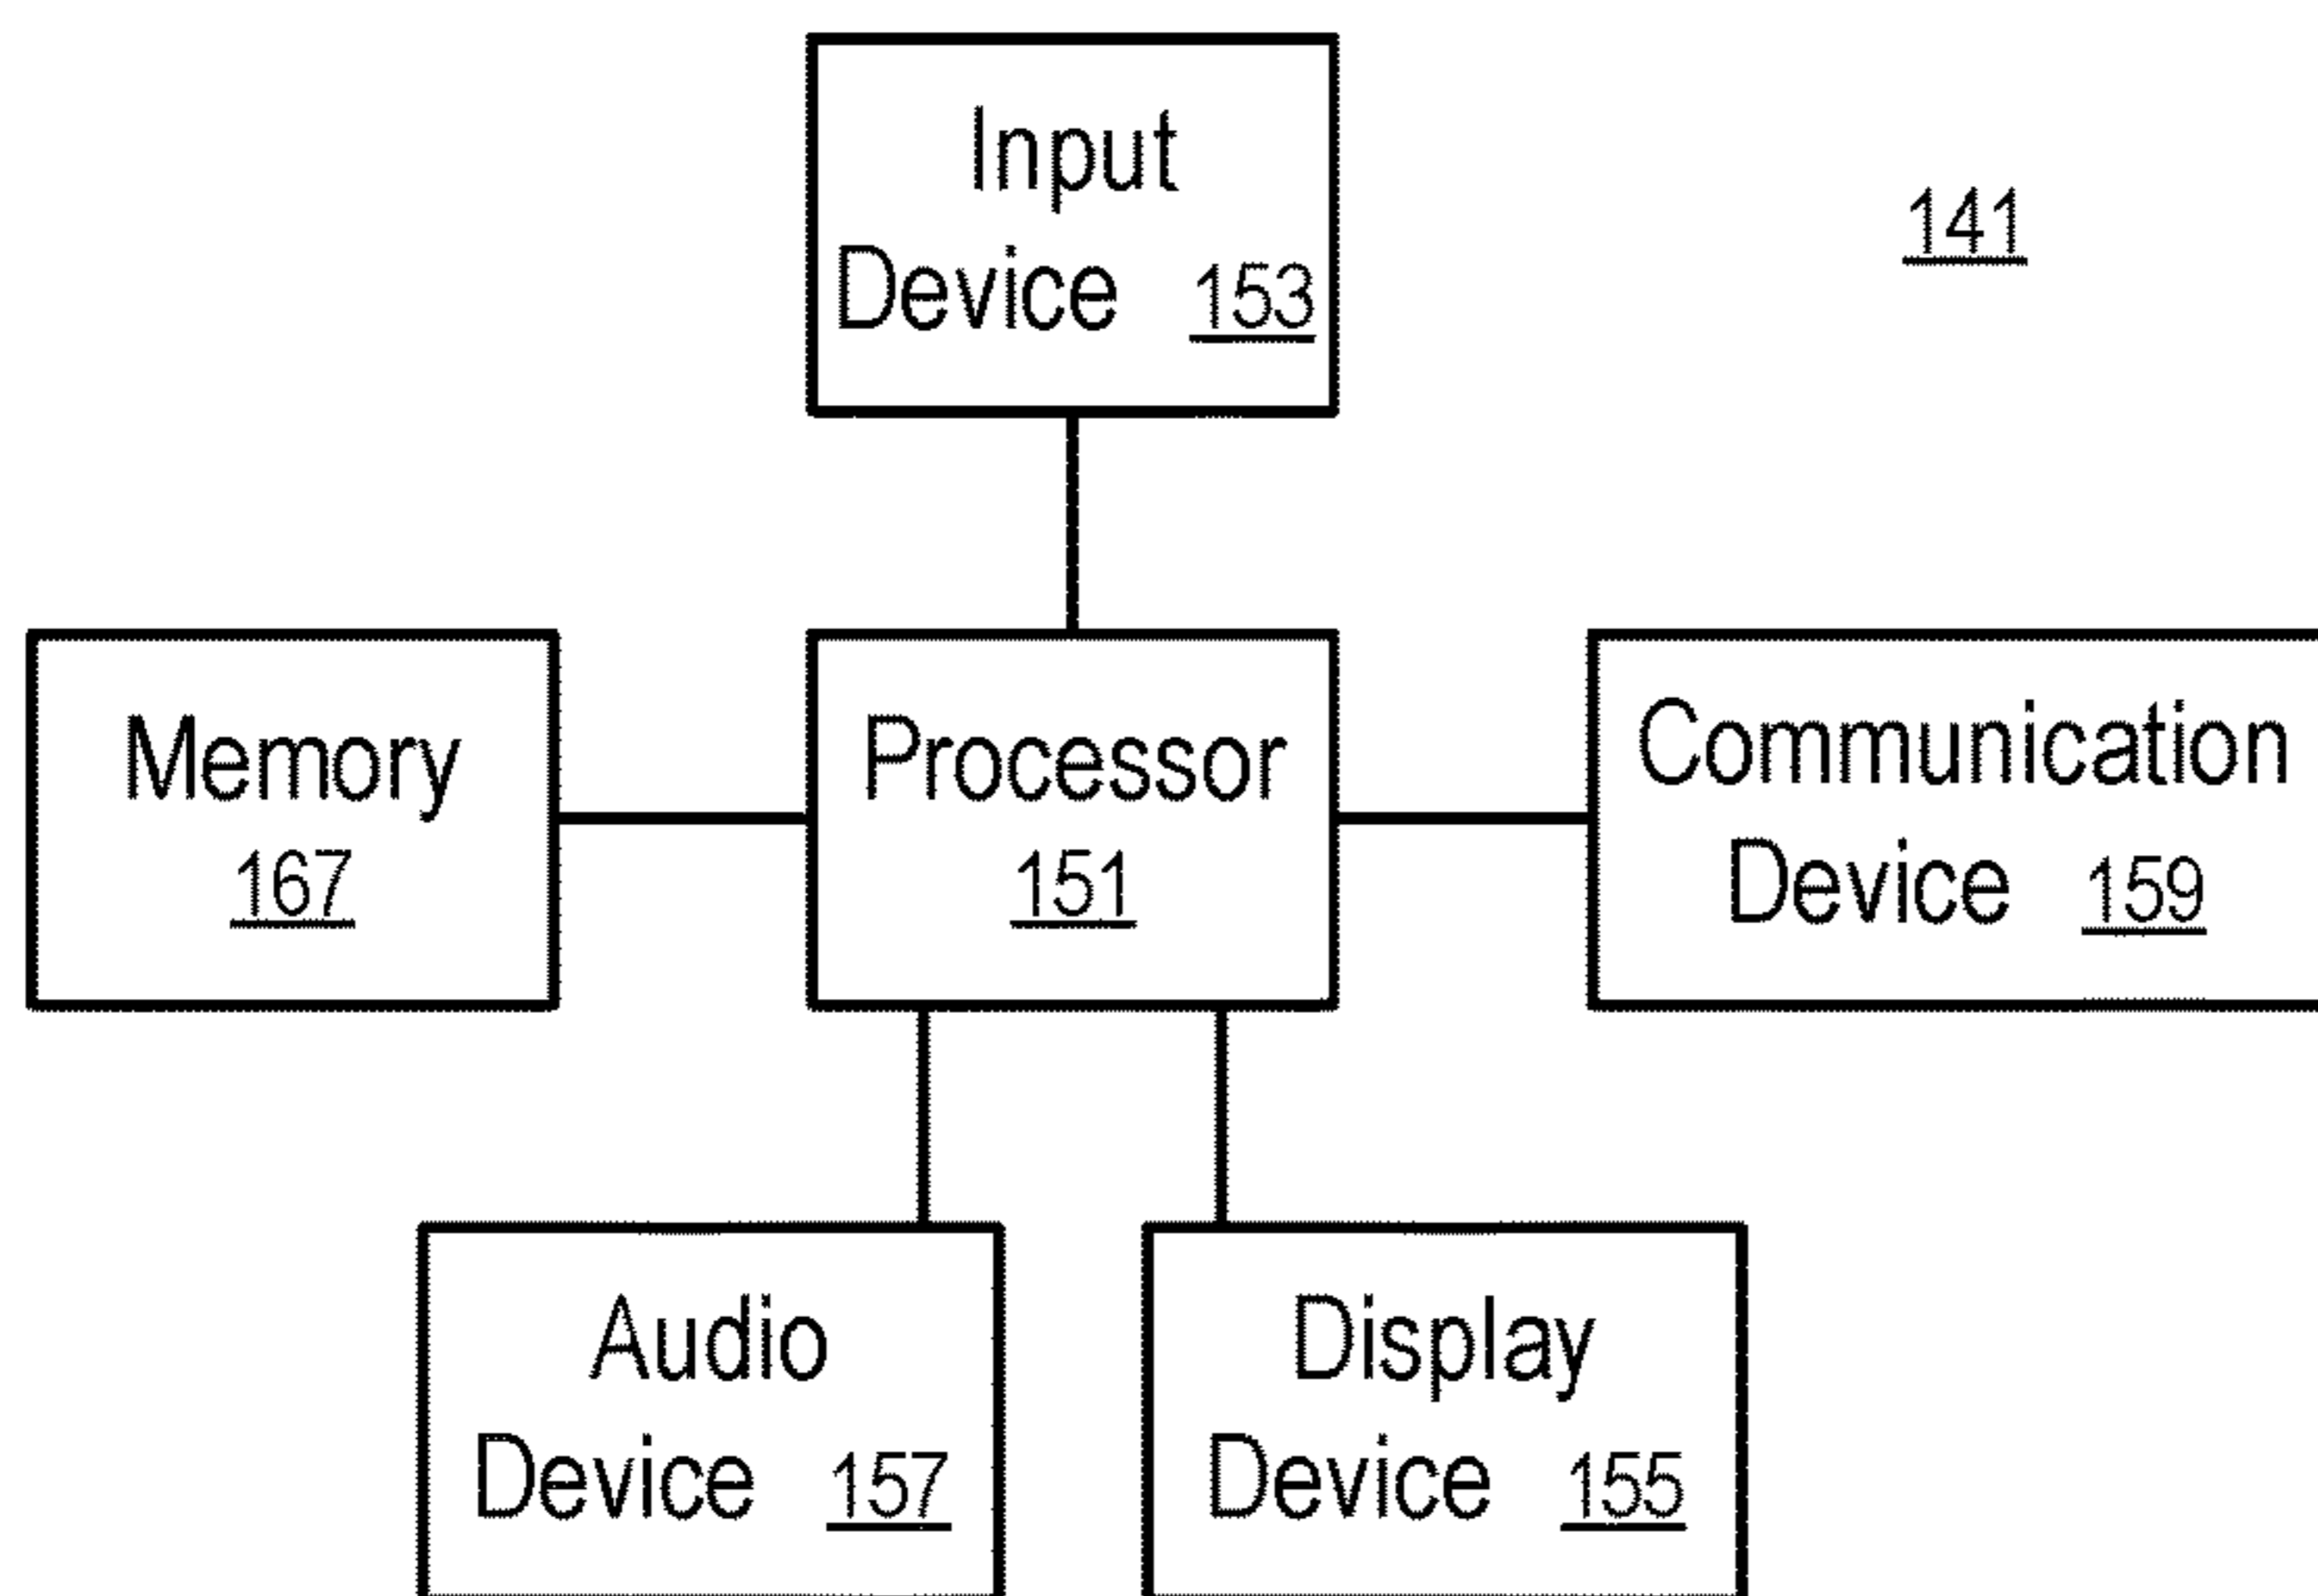 Input
Device 153
141
Memory
167
Processor
151
Communication
Device 159
Audio
Device 157
Display
Device 155